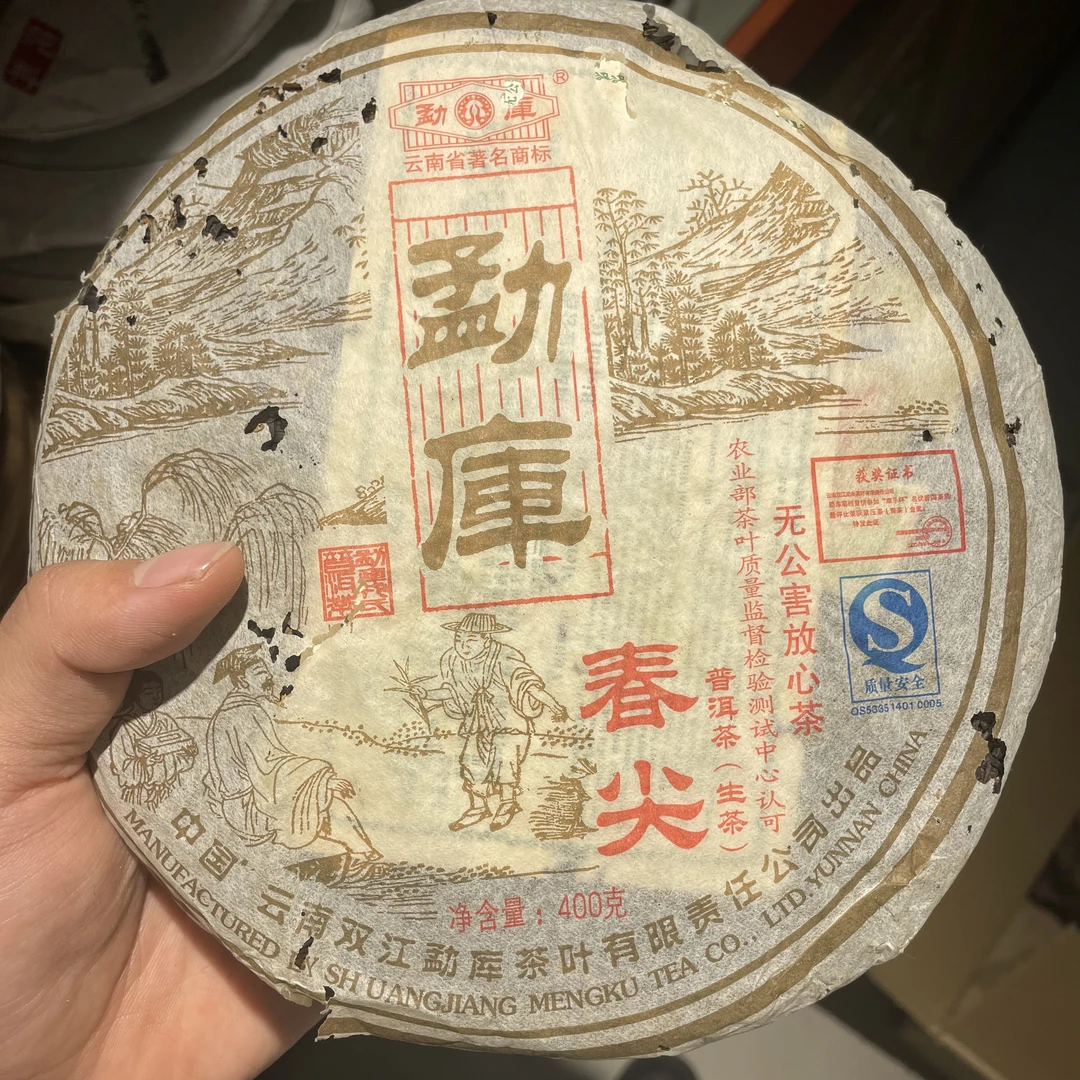 勐庫
®
云南省著名商标
勐庫
获奖证书
无公害放心茶
农业部茶叶质量监督检验测试中心认可
春尖
普洱茶（生茶）
质量安全
QS5335 1401 0005
净含量：400克
中国·云南双江勐库茶叶有限责任公司出品
MANUFACTURED BY SHUANGJIANG MENGKU TEA CO., LTD.YUNNAN CHINA